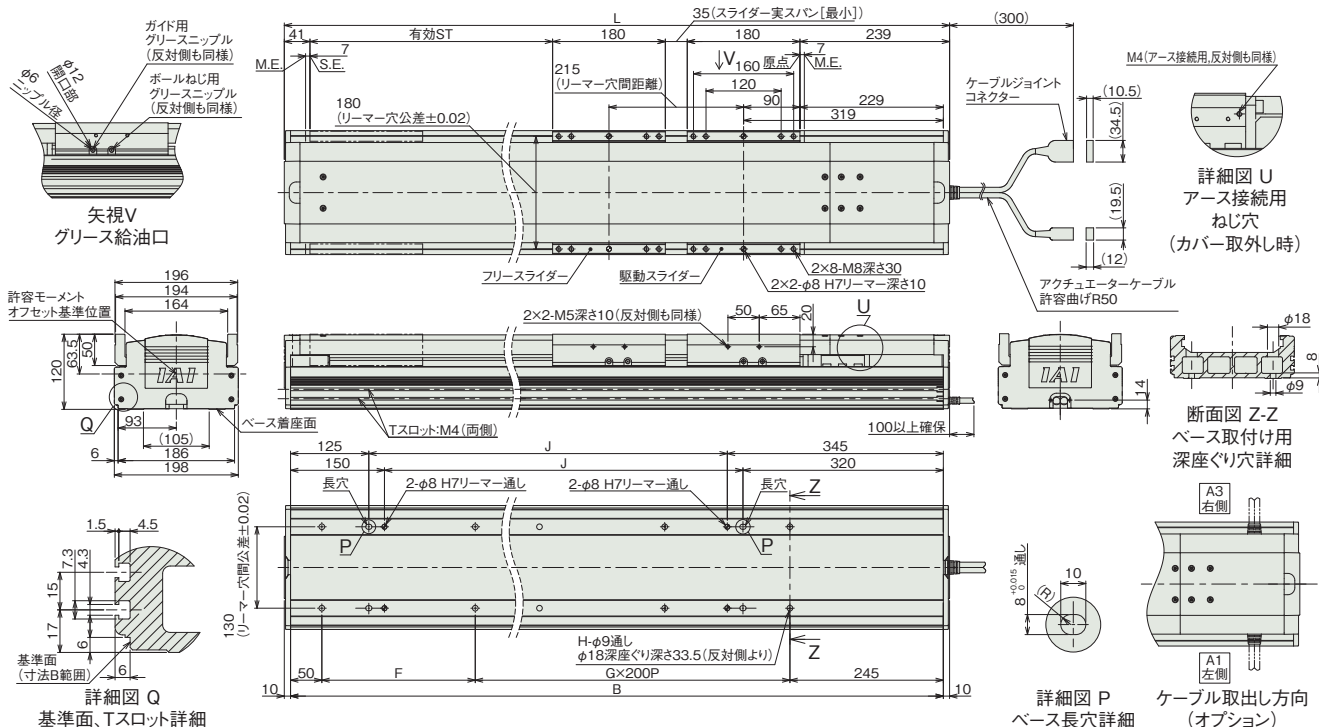 ガイド用
グリースニップル
(反対側も同様)
ボールねじ用
グリースニップル
(反対側も同様)
φ12
開口部
φ6
ニップル径
矢視V
グリース給油口
L
35(スライダー実スパン[最小])
(300)
41
有効ST
180
180
239
7
M.E.
S.E.
V
160
原点
7
M.E.
215
(リーマー穴間距離)
120
90
229
319
180
(リーマー穴公差±0.02)
ケーブルジョイント
コネクター
(10.5)
(34.5)
(19.5)
(12)
M4(アース接続用,反対側も同様)
詳細図 U
アース接続用
ねじ穴
(カバー取外し時)
フリースライダー
駆動スライダー
2×8-M8深さ30
2×2-φ8 H7リーマー深さ10
アクチュエーターケーブル
許容曲げR50
196
194
164
許容モーメント
オフセット基準位置
120
63.5
50
IAI
Q
93
(105)
6
186
198
ベース着座面
2×2-M5深さ10(反対側も同様)
50
65
20
U
Tスロット:M4(両側)
100以上確保
IAI
14
φ18
8
φ9
断面図 Z-Z
ベース取付け用
深座ぐり穴詳細
125
J
345
150
J
320
長穴
2-φ8 H7リーマー通し
2-φ8 H7リーマー通し
長穴
Z
P
P
130
(リーマー穴間公差±0.02)
H-φ9通し
φ18深座ぐり深さ33.5(反対側より)
Z
50
F
G×200P
245
10
B
10
1.5
4.5
7.3
4.3
15
17
6
6
基準面
(寸法B範囲)
詳細図 Q
基準面、Tスロット詳細
10
8 +0.015 0 通し
(R)
詳細図 P
ベース長穴詳細
A3
右側
A1
左側
ケーブル取出し方向
(オプション)